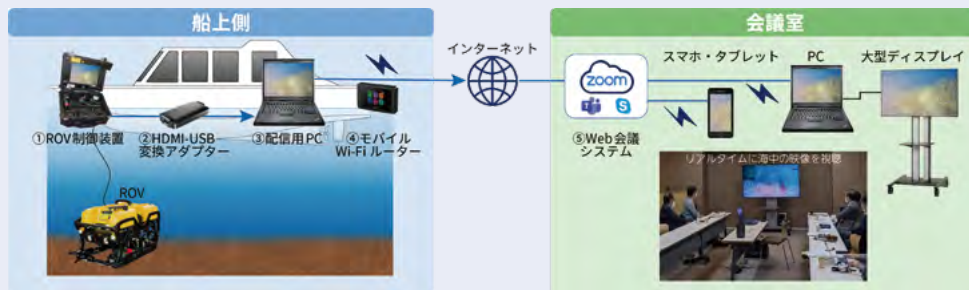 船上側
会議室
インターネット
スマホ・タブレット
PC
大型ディスプレイ
zoom
①ROV制御装置
②HDMI-USB
変換アダプター
③配信用PC
④モバイル
Wi-Fiルーター
⑤Web会議
システム
ROV
リアルタイムに海中の映像を視聴